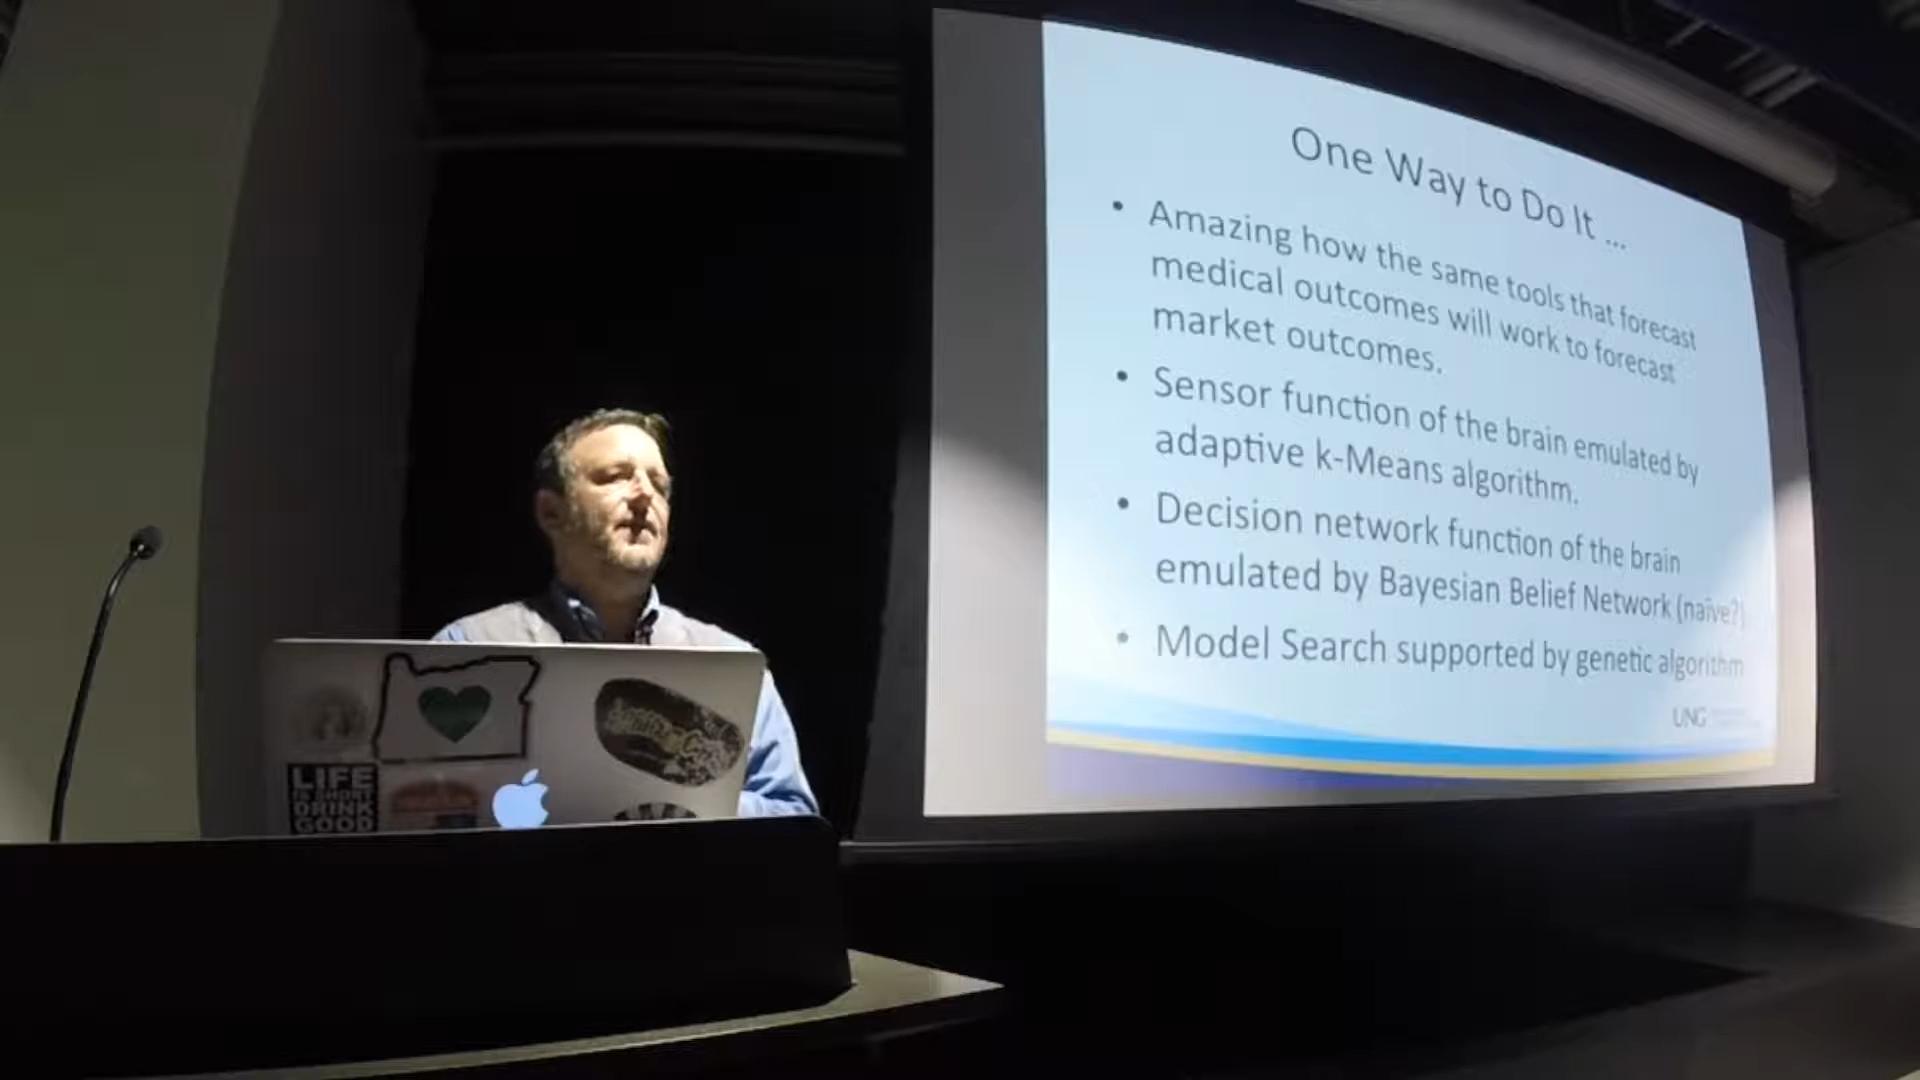 One Way to Do It ...
• Amazing how the same tools that forecast
medical outcomes will work to forecast
market outcomes.
• Sensor function of the brain emulated by
adaptive k-Means algorithm.
• Decision network function of the brain
emulated by Bayesian Belief Network (naïve?)
• Model Search supported by genetic algorithm
UNG
LIFE
IS SHORT
DRINK
GOOD